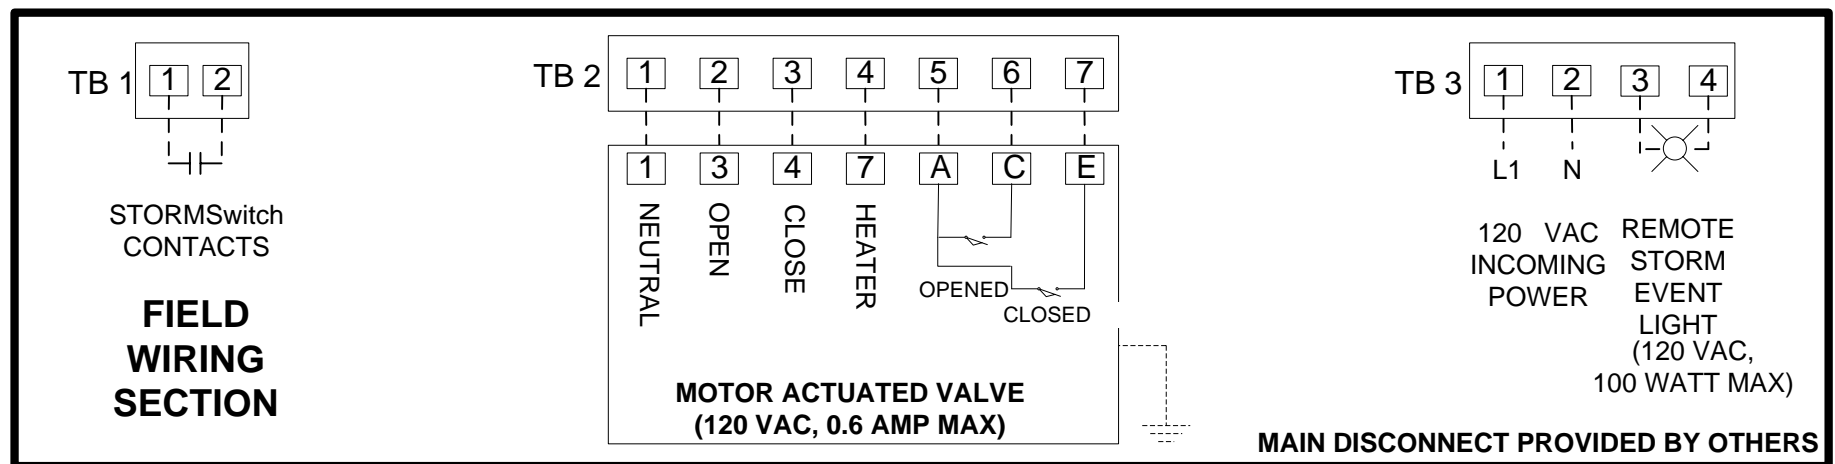 TB 1 1 2
STORMSwitch
CONTACTS
FIELD
WIRING
SECTION
TB 2 1 2 3 4 5 6 7
1 3 4 7 A C E
NEUTRAL
OPEN
CLOSE
HEATER
OPENED
CLOSED
MOTOR ACTUATED VALVE
(120 VAC, 0.6 AMP MAX)
TB 3 1 2 3 4
L1 N
120 VAC
INCOMING
POWER
REMOTE
STORM
EVENT
LIGHT
(120 VAC,
100 WATT MAX)
MAIN DISCONNECT PROVIDED BY OTHERS